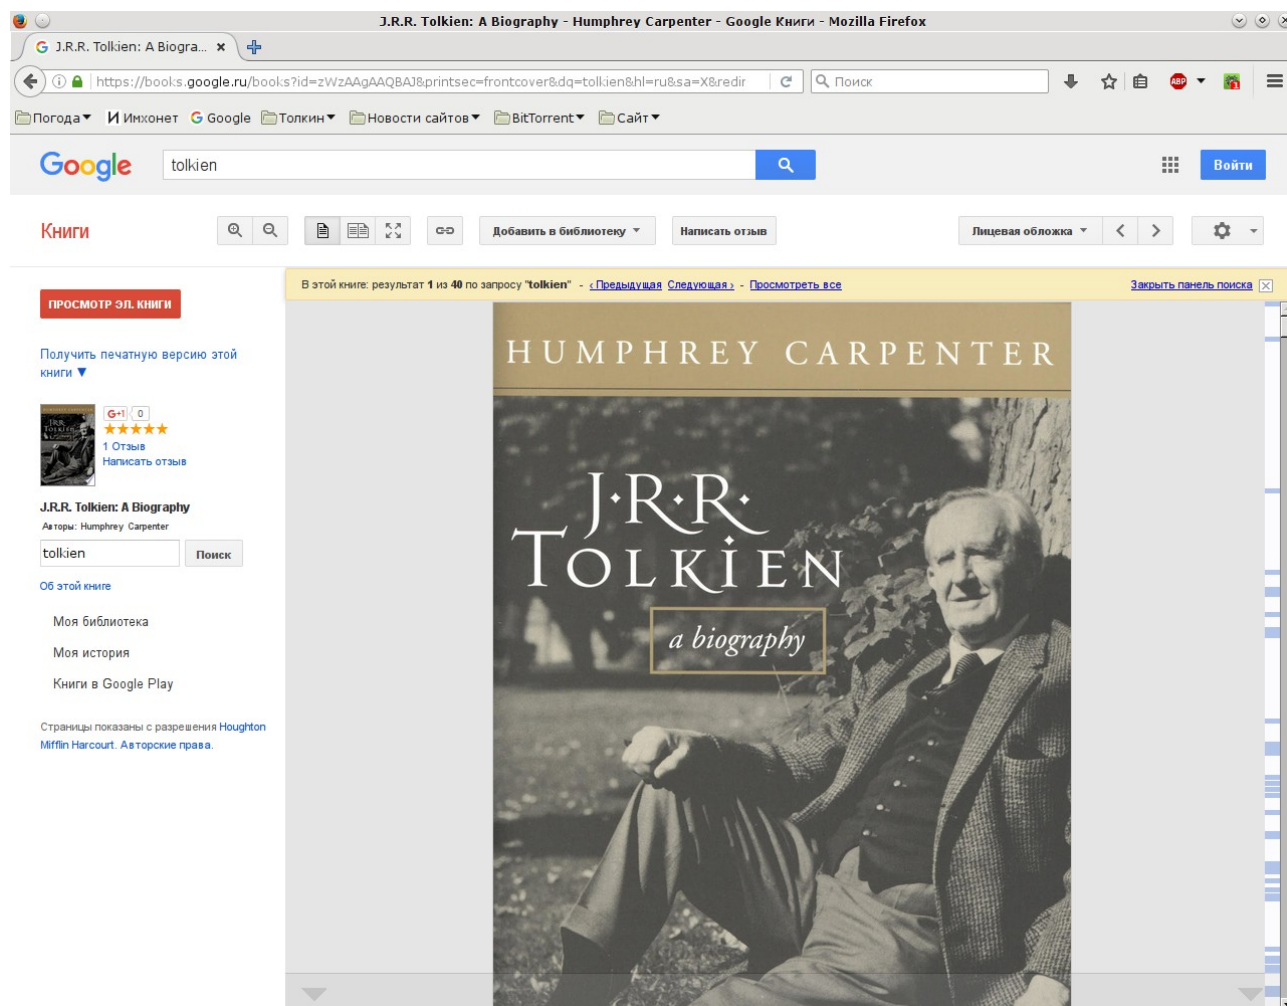 J.R.R. Tolkien: A Biography - Humphrey Carpenter - Google Книги - Mozilla Firefox
J.R.R. Tolkien: A Biogra...
https://books.google.ru/books?id=zWzAAgAAQBAJ&printsec=frontcover&dq=tolkien&hl=ru&sa=X&redir
Поиск
ABP
1
Погода
И Имхонет
G Google
Толкин
Новости сайтов
BitTorrent
Сайт
Google
tolkien
Войти
Книги
Добавить в библиотеку
Написать отзыв
Лицевая обложка
ПРОСМОТР ЭЛ. КНИГИ
В этой книге: результат 1 из 40 по запросу "tolkien" - ‹ Предыдущая Следующая › - Просмотреть все
Закрыть панель поиска
Получить печатную версию этой
книги ▼
G+1 0
1 Отзыв
Написать отзыв
J.R.R. Tolkien: A Biography
Авторы: Humphrey Carpenter
tolkien
Поиск
Об этой книге
Моя библиотека
Моя история
Книги в Google Play
Страницы показаны с разрешения Houghton
Mifflin Harcourt. Авторские права.
HUMPHREY CARPENTER
J·R·R·
TOLKIEN
a biography